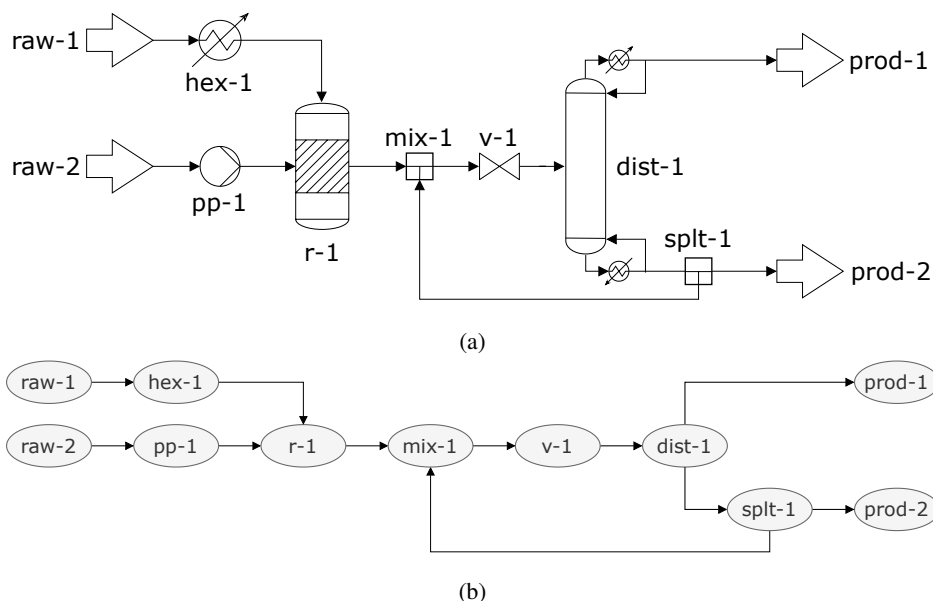 raw-1
hex-1
raw-2
pp-1
r-1
mix-1
v-1
dist-1
splt-1
prod-1
prod-2
(a)
raw-1
hex-1
prod-1
raw-2
pp-1
r-1
mix-1
v-1
dist-1
splt-1
prod-2
(b)